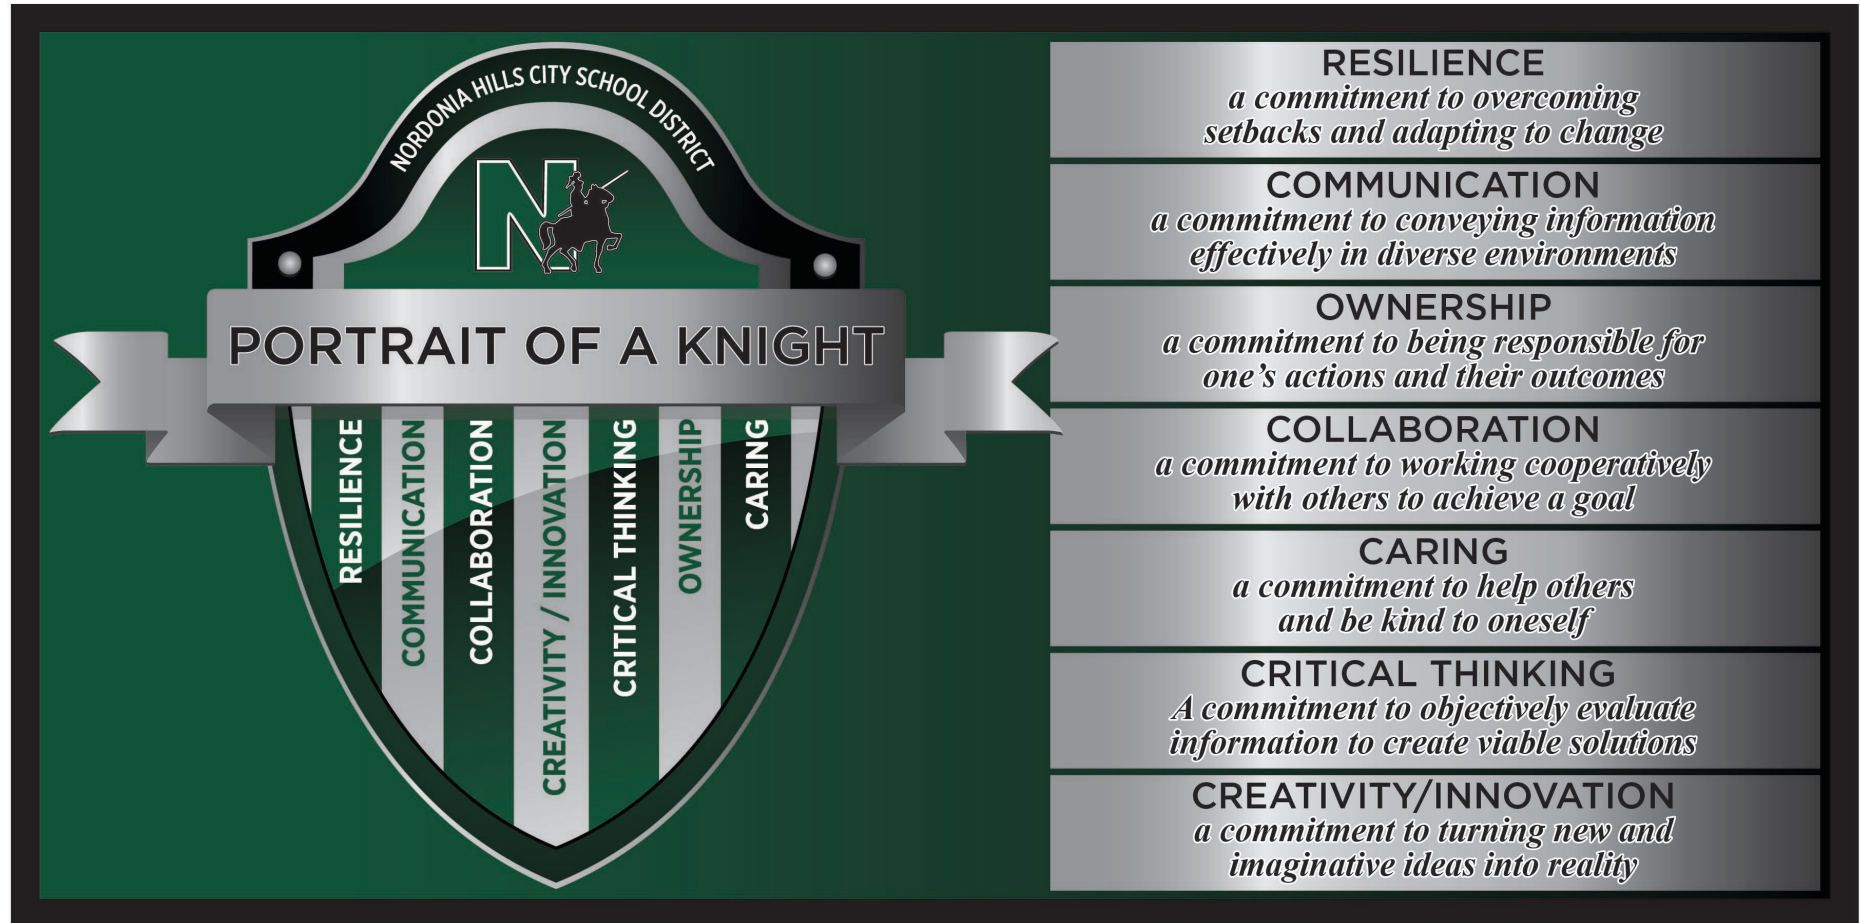 NORDONIA HILLS CITY SCHOOL DISTRICT
N
PORTRAIT OF A KNIGHT
RESILIENCE
COMMUNICATION
COLLABORATION
CREATIVITY / INNOVATION
CRITICAL THINKING
OWNERSHIP
CARING
RESILIENCE
a commitment to overcoming
setbacks and adapting to change
COMMUNICATION
a commitment to conveying information
effectively in diverse environments
OWNERSHIP
a commitment to being responsible for
one's actions and their outcomes
COLLABORATION
a commitment to working cooperatively
with others to achieve a goal
CARING
a commitment to help others
and be kind to oneself
CRITICAL THINKING
A commitment to objectively evaluate
information to create viable solutions
CREATIVITY/INNOVATION
a commitment to turning new and
imaginative ideas into reality